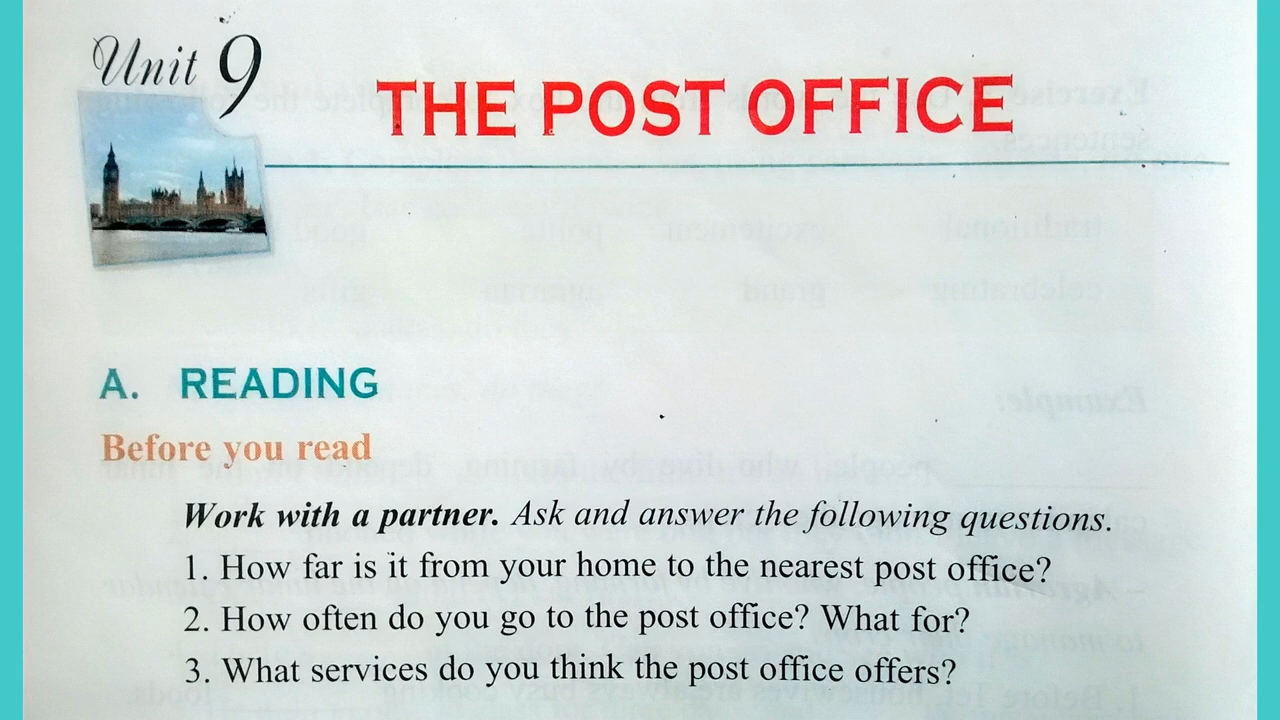 Unit 9
THE POST OFFICE
A. READING
Before you read
Work with a partner. Ask and answer the following questions.
1. How far is it from your home to the nearest post office?
2. How often do you go to the post office? What for?
3. What services do you think the post office offers?